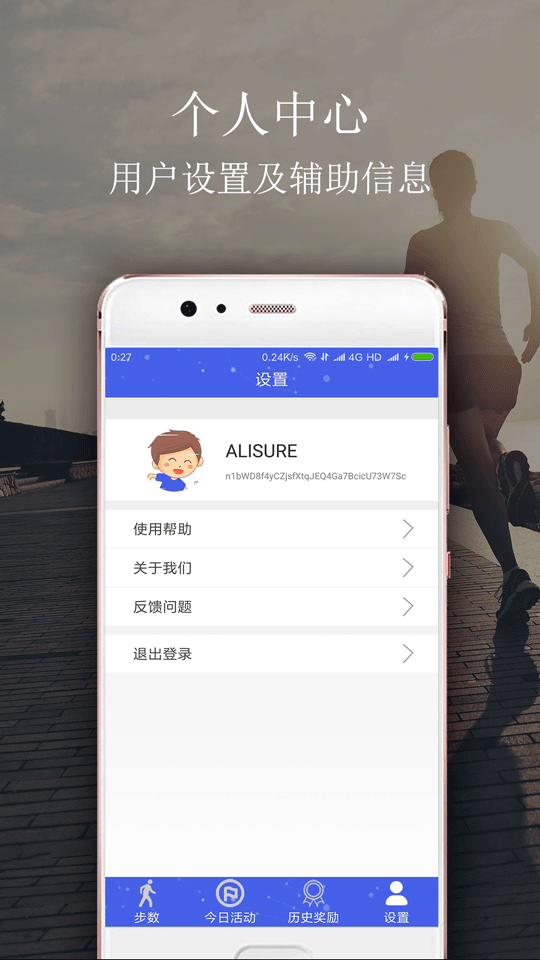 个人中心
用户设置及辅助信息
0:27 0.24K/s 4G HD
设置
ALISURE
n1bWD8f4yCZjsfXtqJEQ4Ga7BcicU73W7Sc
使用帮助
关于我们
反馈问题
退出登录
步数 今日活动 历史奖励 设置